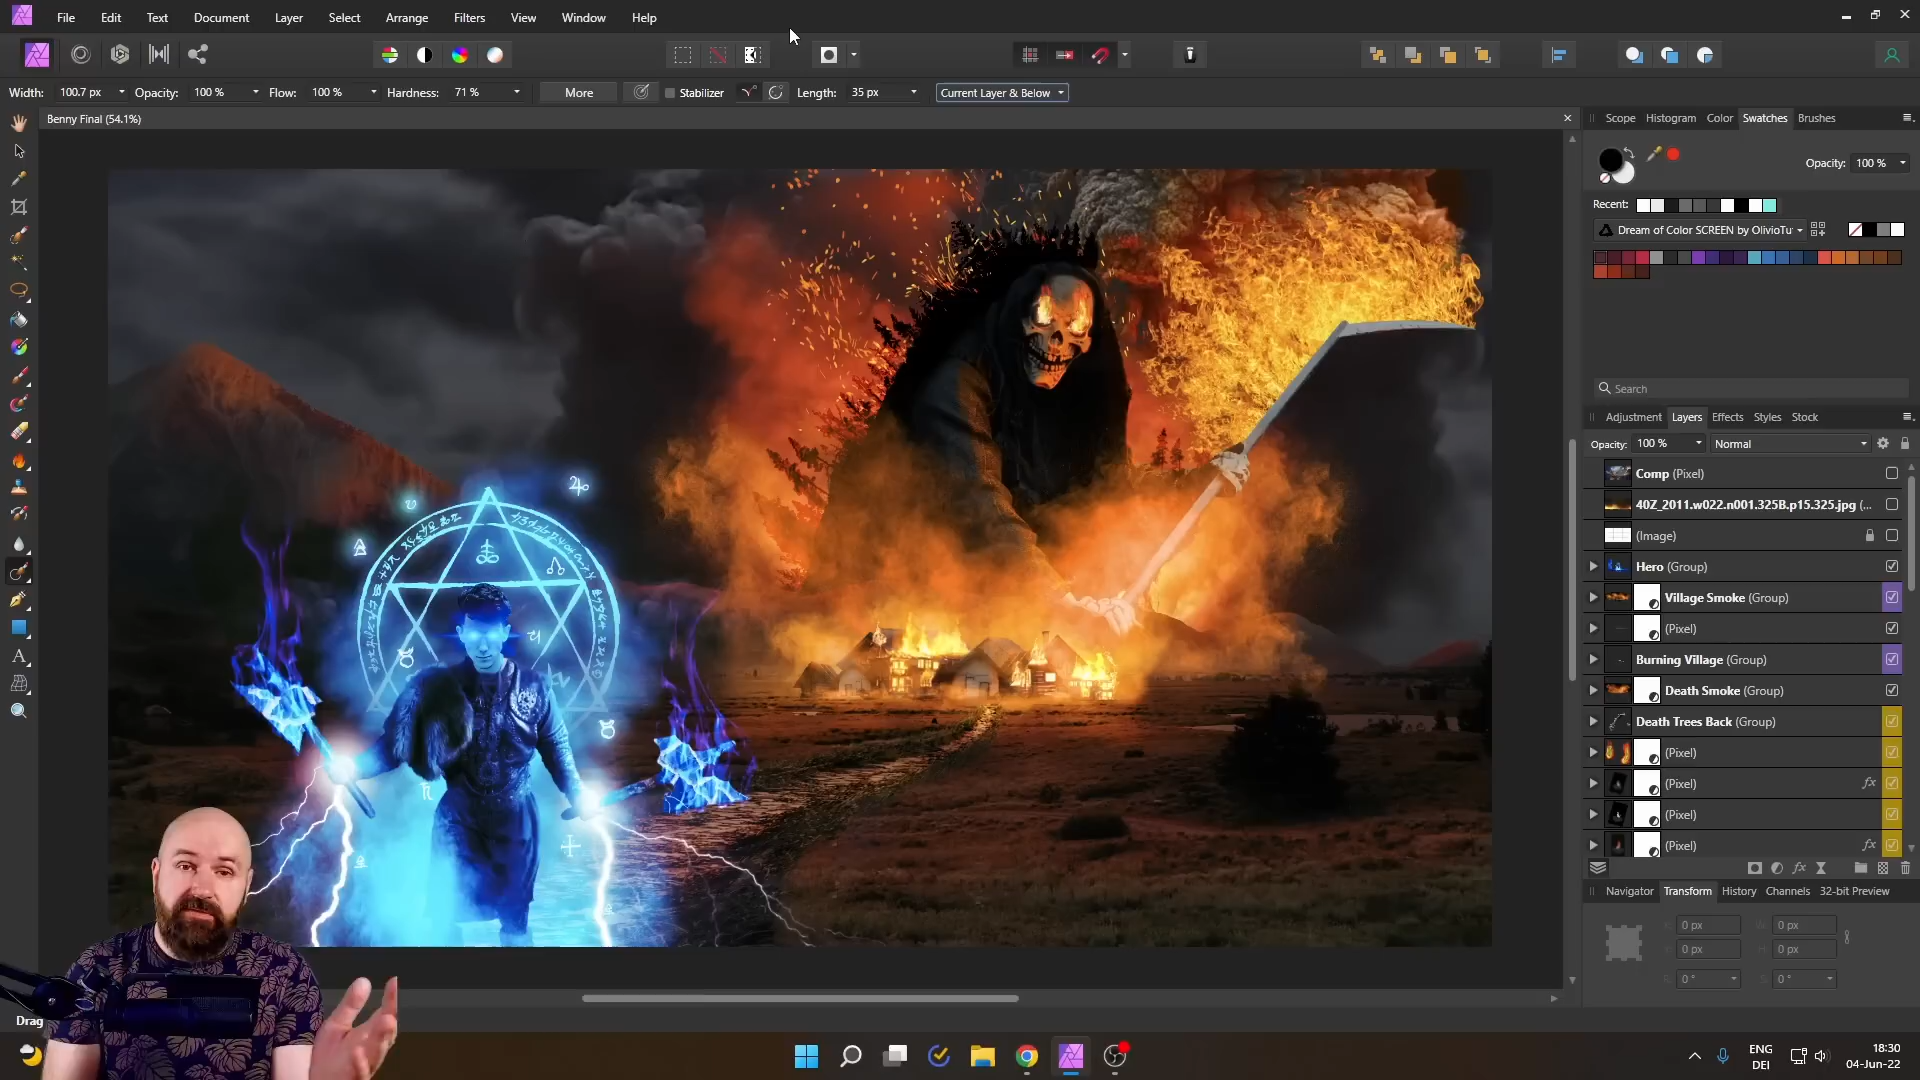 File Edit Text Document Layer Select Arrange Filters View Window Help
Width: 100.7 px Opacity: 100 % Flow: 100 % Hardness: 71 % More Stabilizer Length: 35 px Current Layer & Below
Benny Final (54.1%)
Scope Histogram Color Swatches Brushes
Opacity: 100 %
Recent:
Dream of Color SCREEN by OlivioTu
Search
Adjustment Layers Effects Styles Stock
Opacity: 100 % Normal
Comp (Pixel)
40Z_2011.w022.n001.325B.p15.325.jpg (...
(Image)
Hero (Group)
Village Smoke (Group)
(Pixel)
Burning Village (Group)
Death Smoke (Group)
Death Trees Back (Group)
(Pixel)
(Pixel) fx
(Pixel)
(Pixel) fx
fx
Navigator Transform History Channels 32-bit Preview
0 px 0 px
0 px 0 px
0 ° 0 °
Drag
ENG
DEI
18:30
04-Jun-22